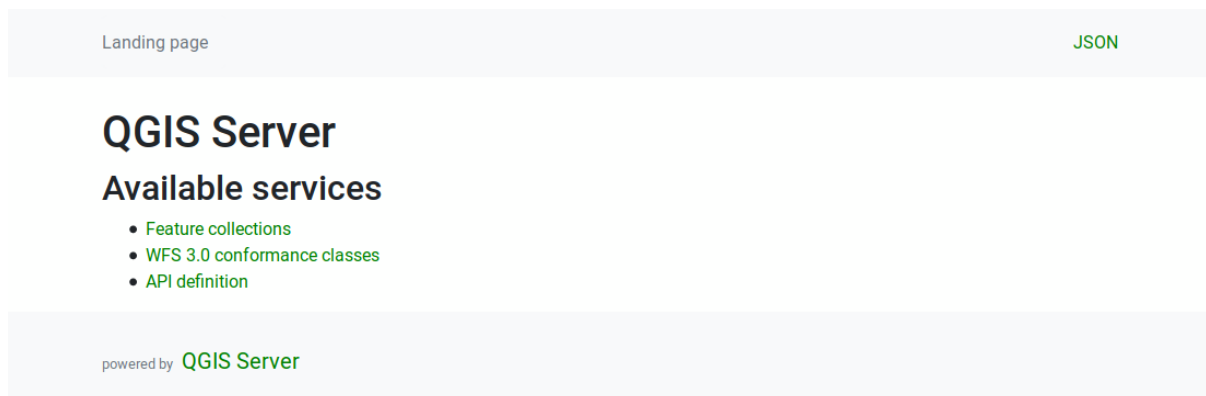 Landing page JSON
QGIS Server
Available services
Feature collections
WFS 3.0 conformance classes
API definition
powered by QGIS Server